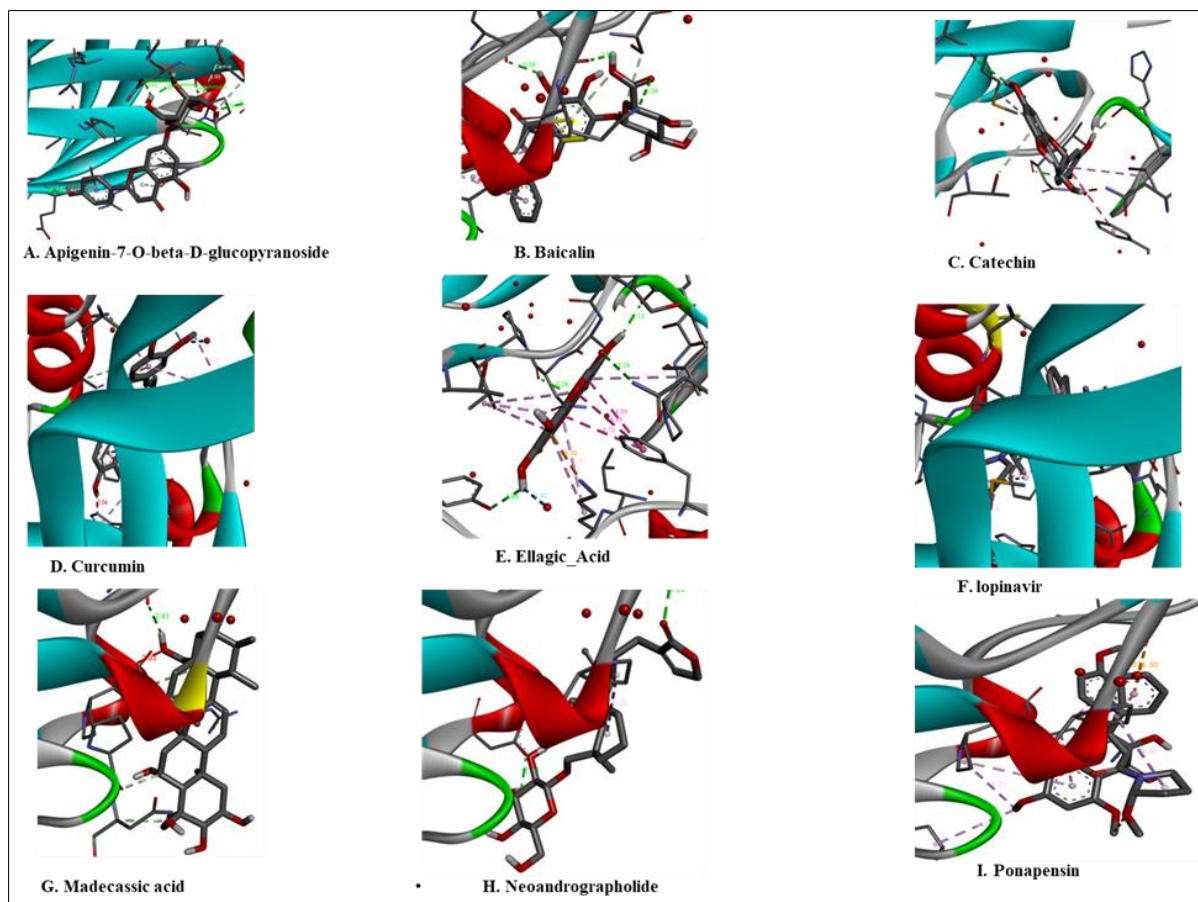 A. Apigenin-7-O-beta-D-glucopyranoside
B. Baicalin
C. Catechin
D. Curcumin
E. Ellagic_Acid
F. lopinavir
G. Madecassic acid
• H. Neoandrographolide
I. Ponapensin